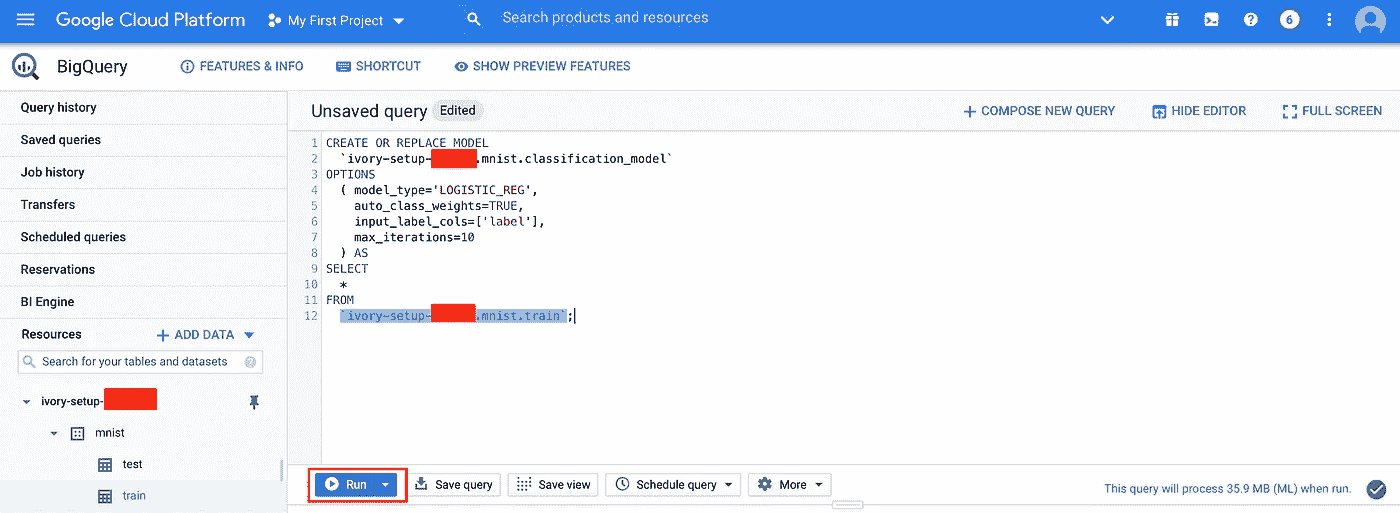 Google Cloud Platform My First Project Search products and resources 6
BigQuery FEATURES & INFO SHORTCUT SHOW PREVIEW FEATURES
Query history
Saved queries
Job history
Transfers
Scheduled queries
Reservations
BI Engine
Resources ADD DATA
Search for your tables and datasets
ivory-setup-
mnist
test
train
Unsaved query Edited COMPOSE NEW QUERY HIDE EDITOR FULL SCREEN
1 CREATE OR REPLACE MODEL
2 `ivory-setup- .mnist.classification_model`
3 OPTIONS
4 ( model_type='LOGISTIC_REG',
5 auto_class_weights=TRUE,
6 input_label_cols=['label'],
7 max_iterations=10
8 ) AS
9 SELECT
10 *
11 FROM
12 `ivory-setup- .mnist.train`;
Run Save query Save view Schedule query More This query will process 35.9 MB (ML) when run.